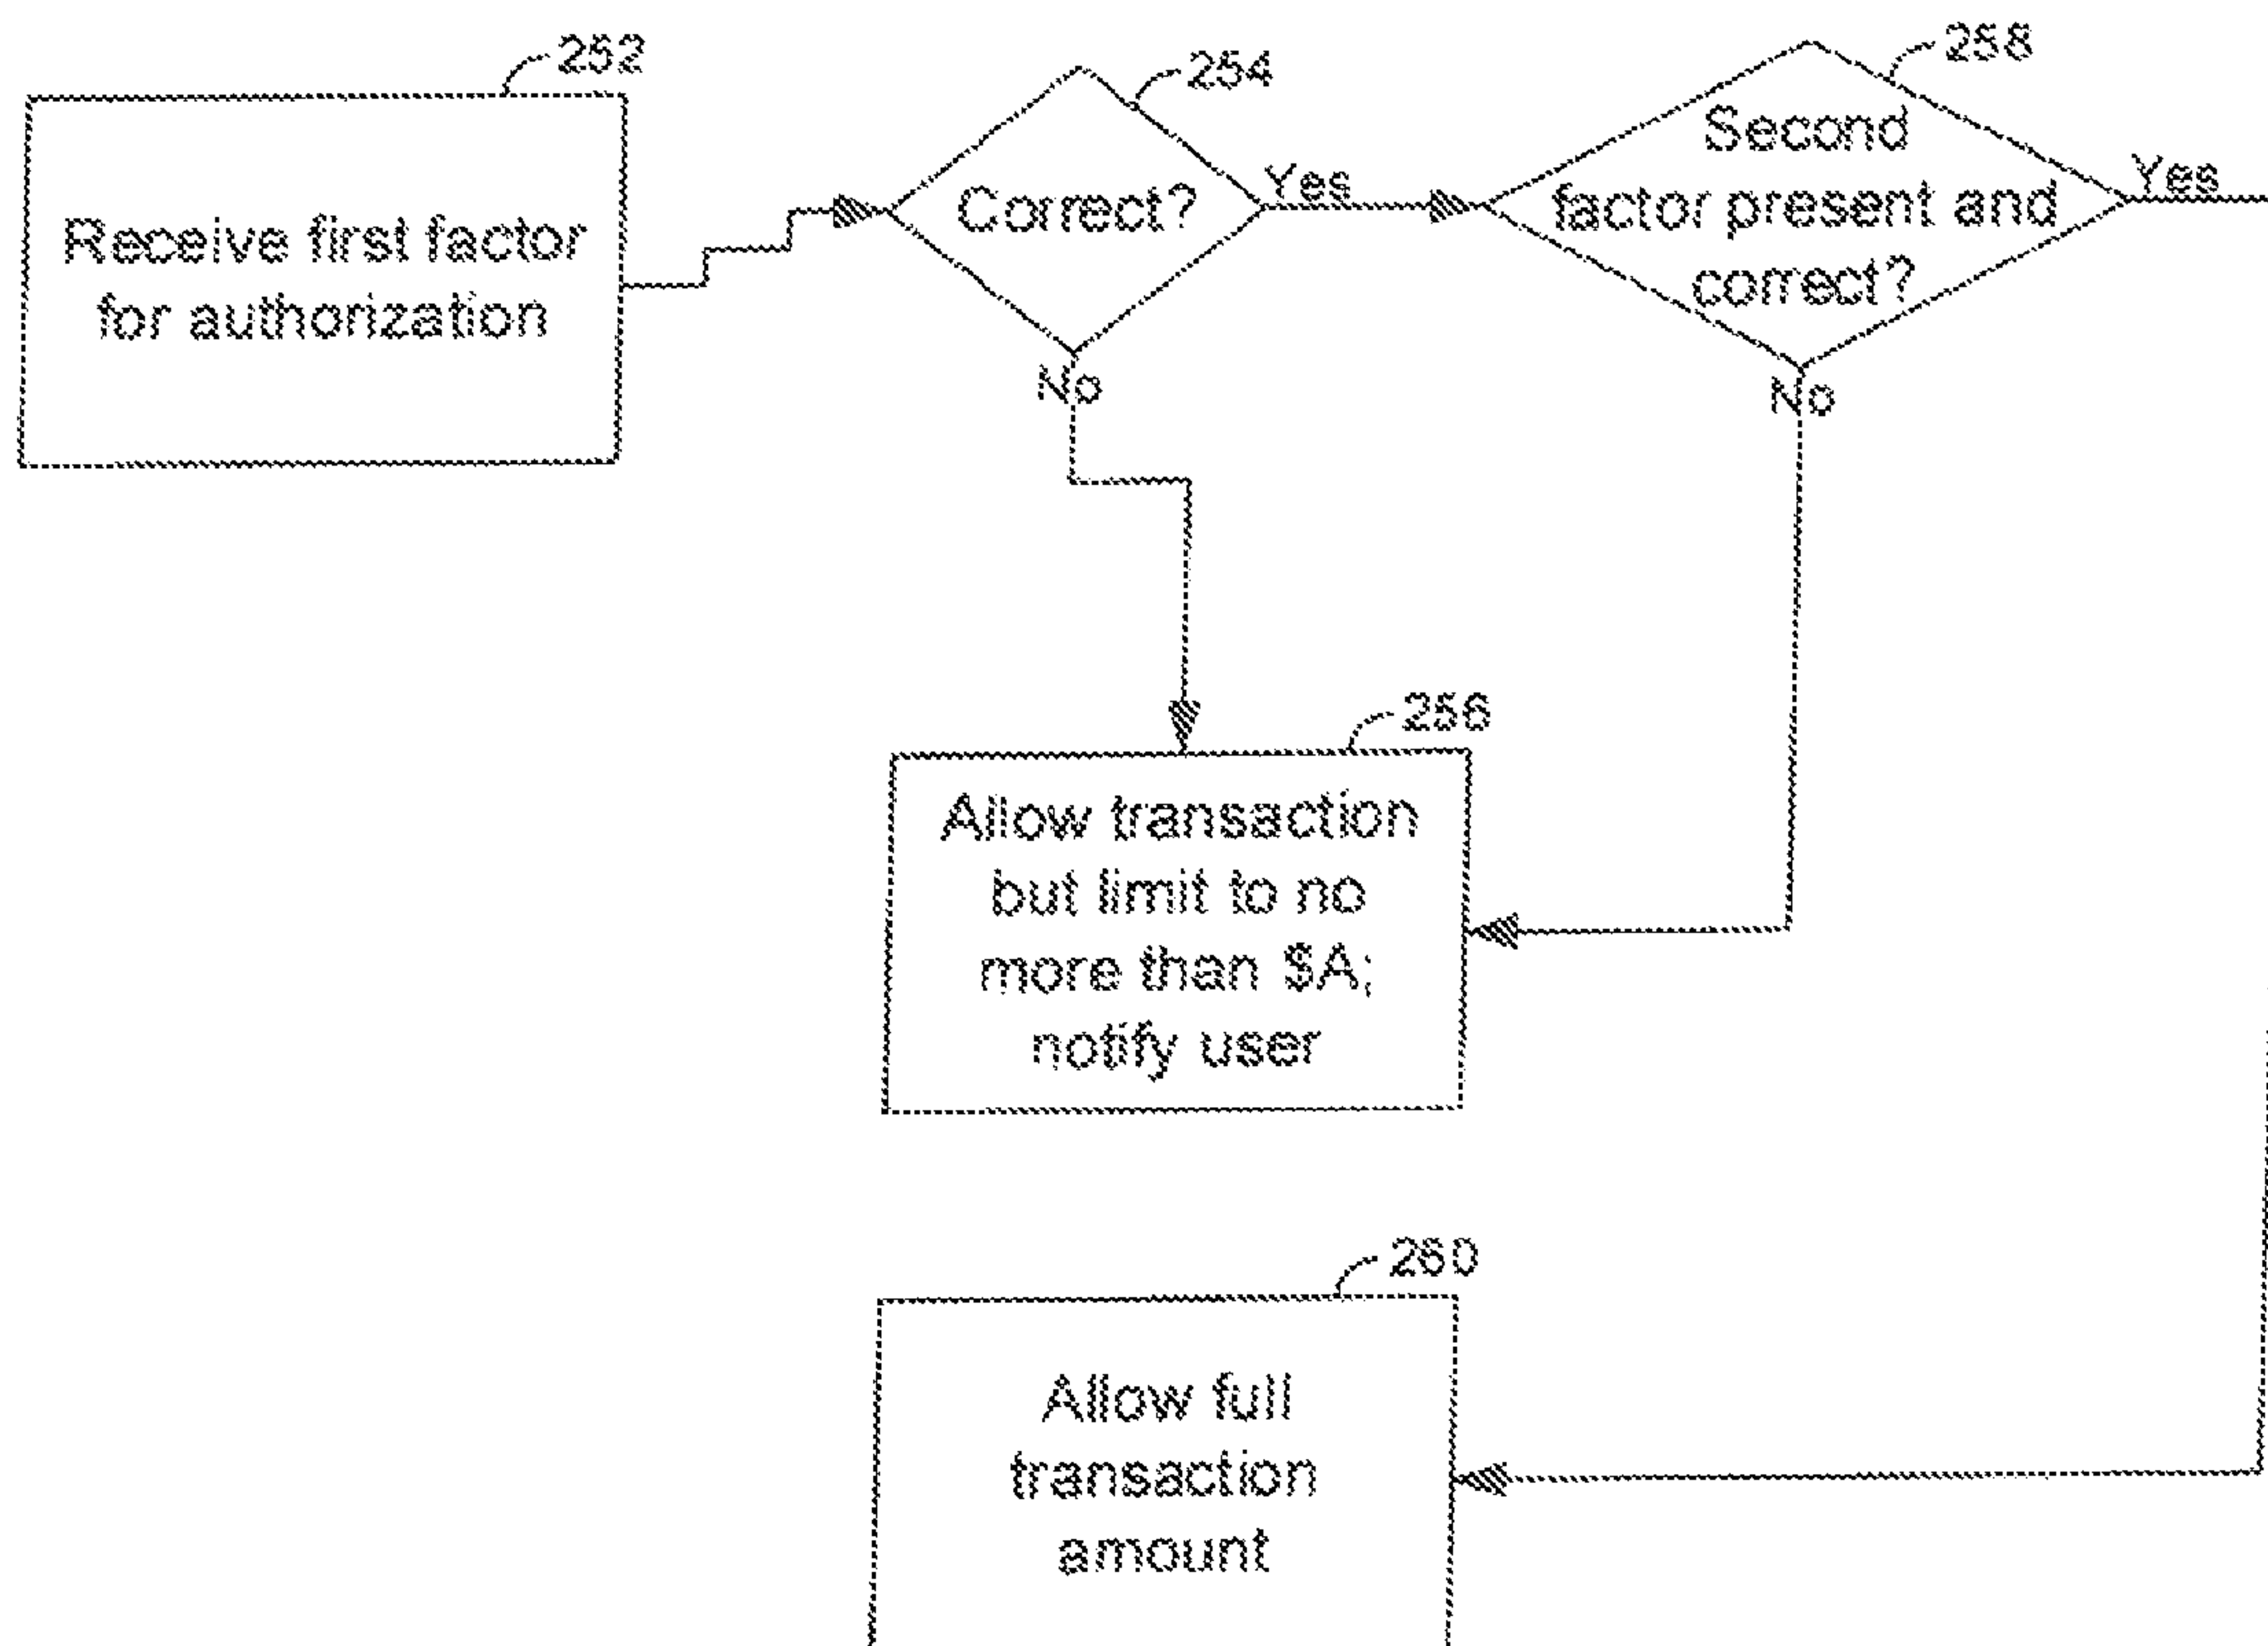 252
Receive first factor
for authorization
254
Correct?
Yes
No
258
Second
factor present and
correct?
Yes
No
256
Allow transaction
but limit to no
more than $A;
notify user
260
Allow full
transaction
amount